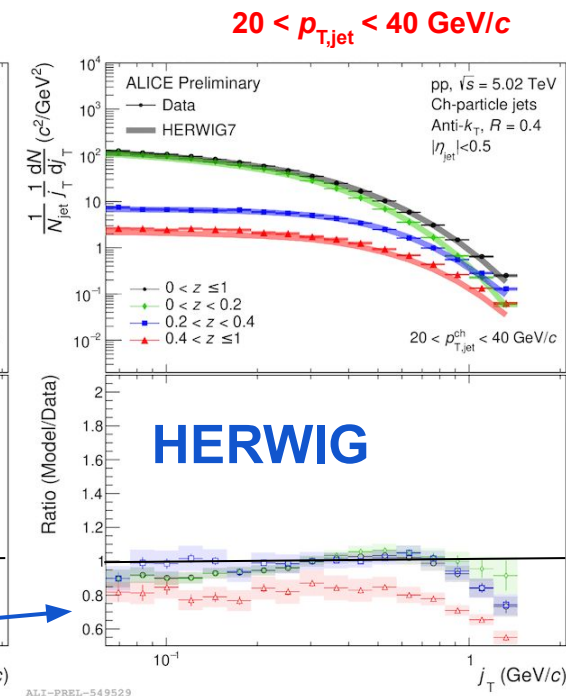 20 < pT,jet < 40 GeV/c
ALICE Preliminary
Data
HERWIG7
pp, √s = 5.02 TeV
Ch-particle jets
Anti-kT, R = 0.4
|ηjet|<0.5
1/Njet 1/jT dN/djT (c²/GeV²)
10⁴
10³
10²
10
1
10⁻¹
10⁻²
0 < z ≤1
0 < z < 0.2
0.2 < z < 0.4
0.4 < z ≤1
20 < pchT,jet < 40 GeV/c
HERWIG
Ratio (Model/Data)
2
1.8
1.6
1.4
1.2
1
0.8
0.6
10⁻¹
1
c)
jT (GeV/c)
ALI-PREL-549529